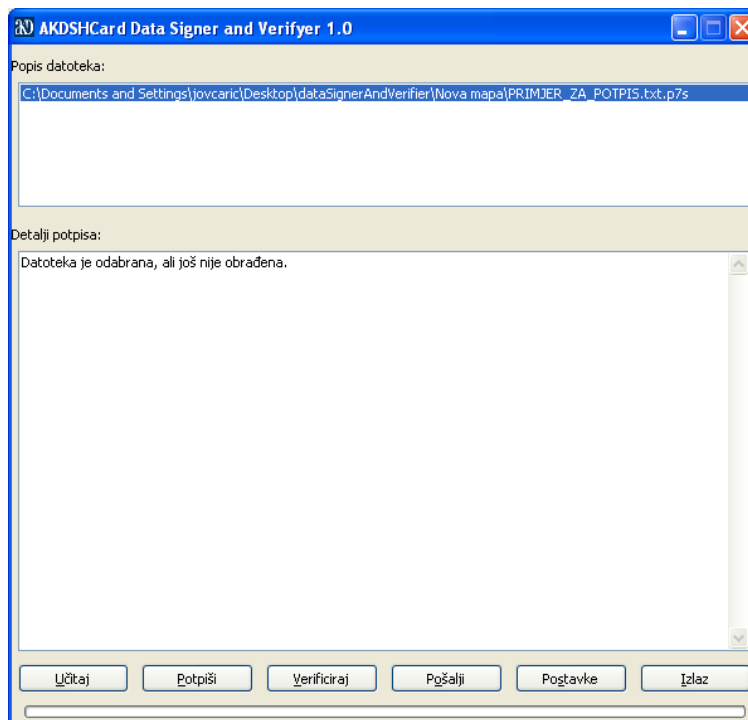 AKDSHCard Data Signer and Verifyer 1.0
Popis datoteka:
C:\Documents and Settings\jovcaric\Desktop\dataSignerAndVerifier\Nova mapa\PRIMJER_ZA_POTPIS.txt.p7s
Detalji potpisa:
Datoteka je odabrana, ali još nije obrađena.
Učitaj Potpiši Verificiraj Pošalji Postavke Izlaz